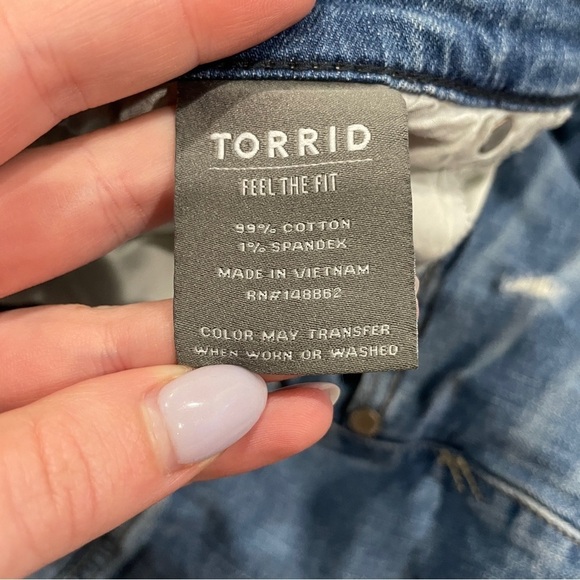 TORRID
FEEL THE FIT
99% COTTON
1% SPANDEX
MADE IN VIETNAM
RN#148862
COLOR MAY TRANSFER
WHEN WORN OR WASHED